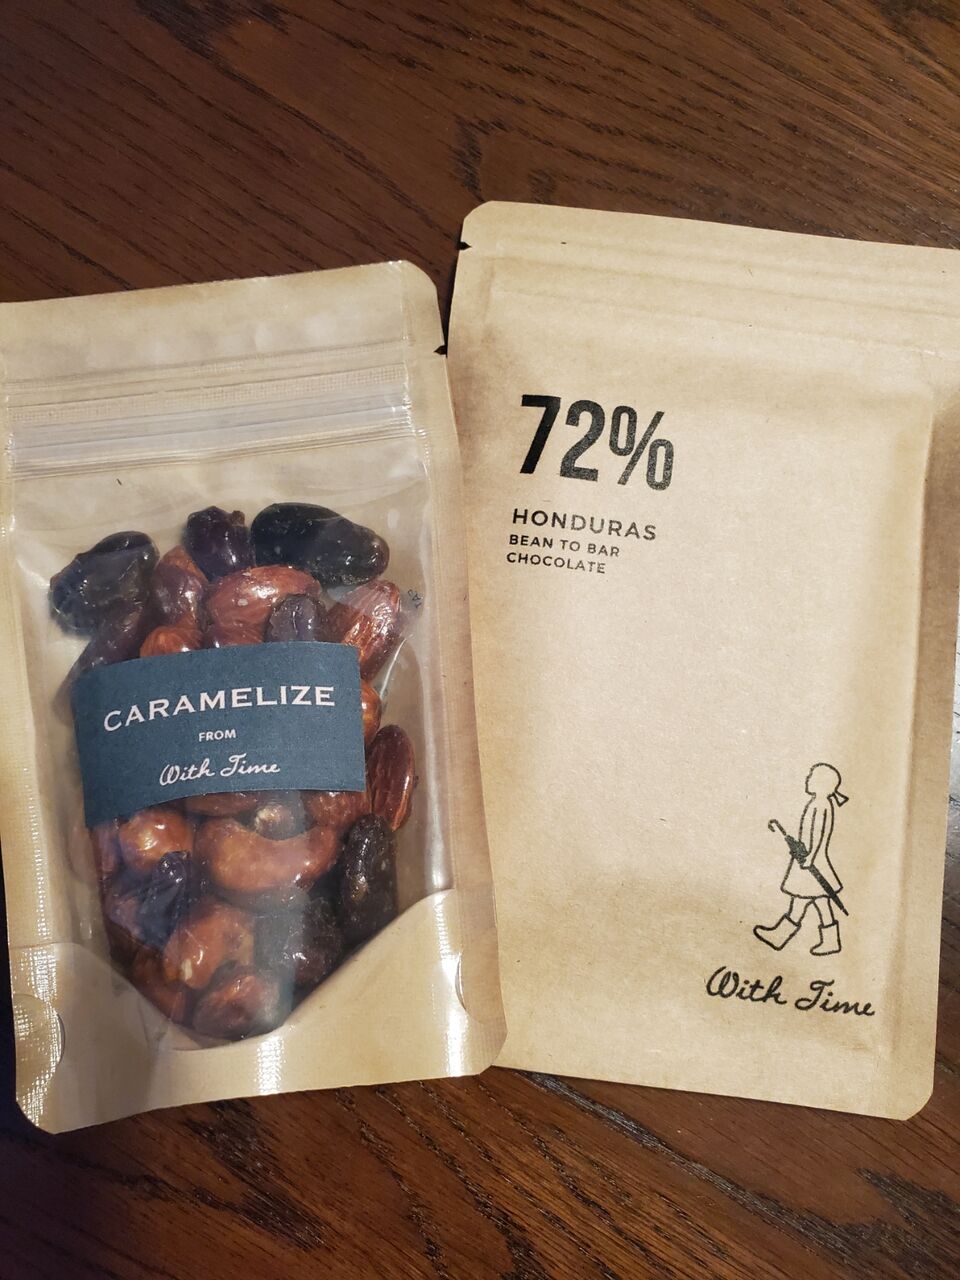 CARAMELIZE
FROM
With Time
72%
HONDURAS
BEAN TO BAR
CHOCOLATE
With Time